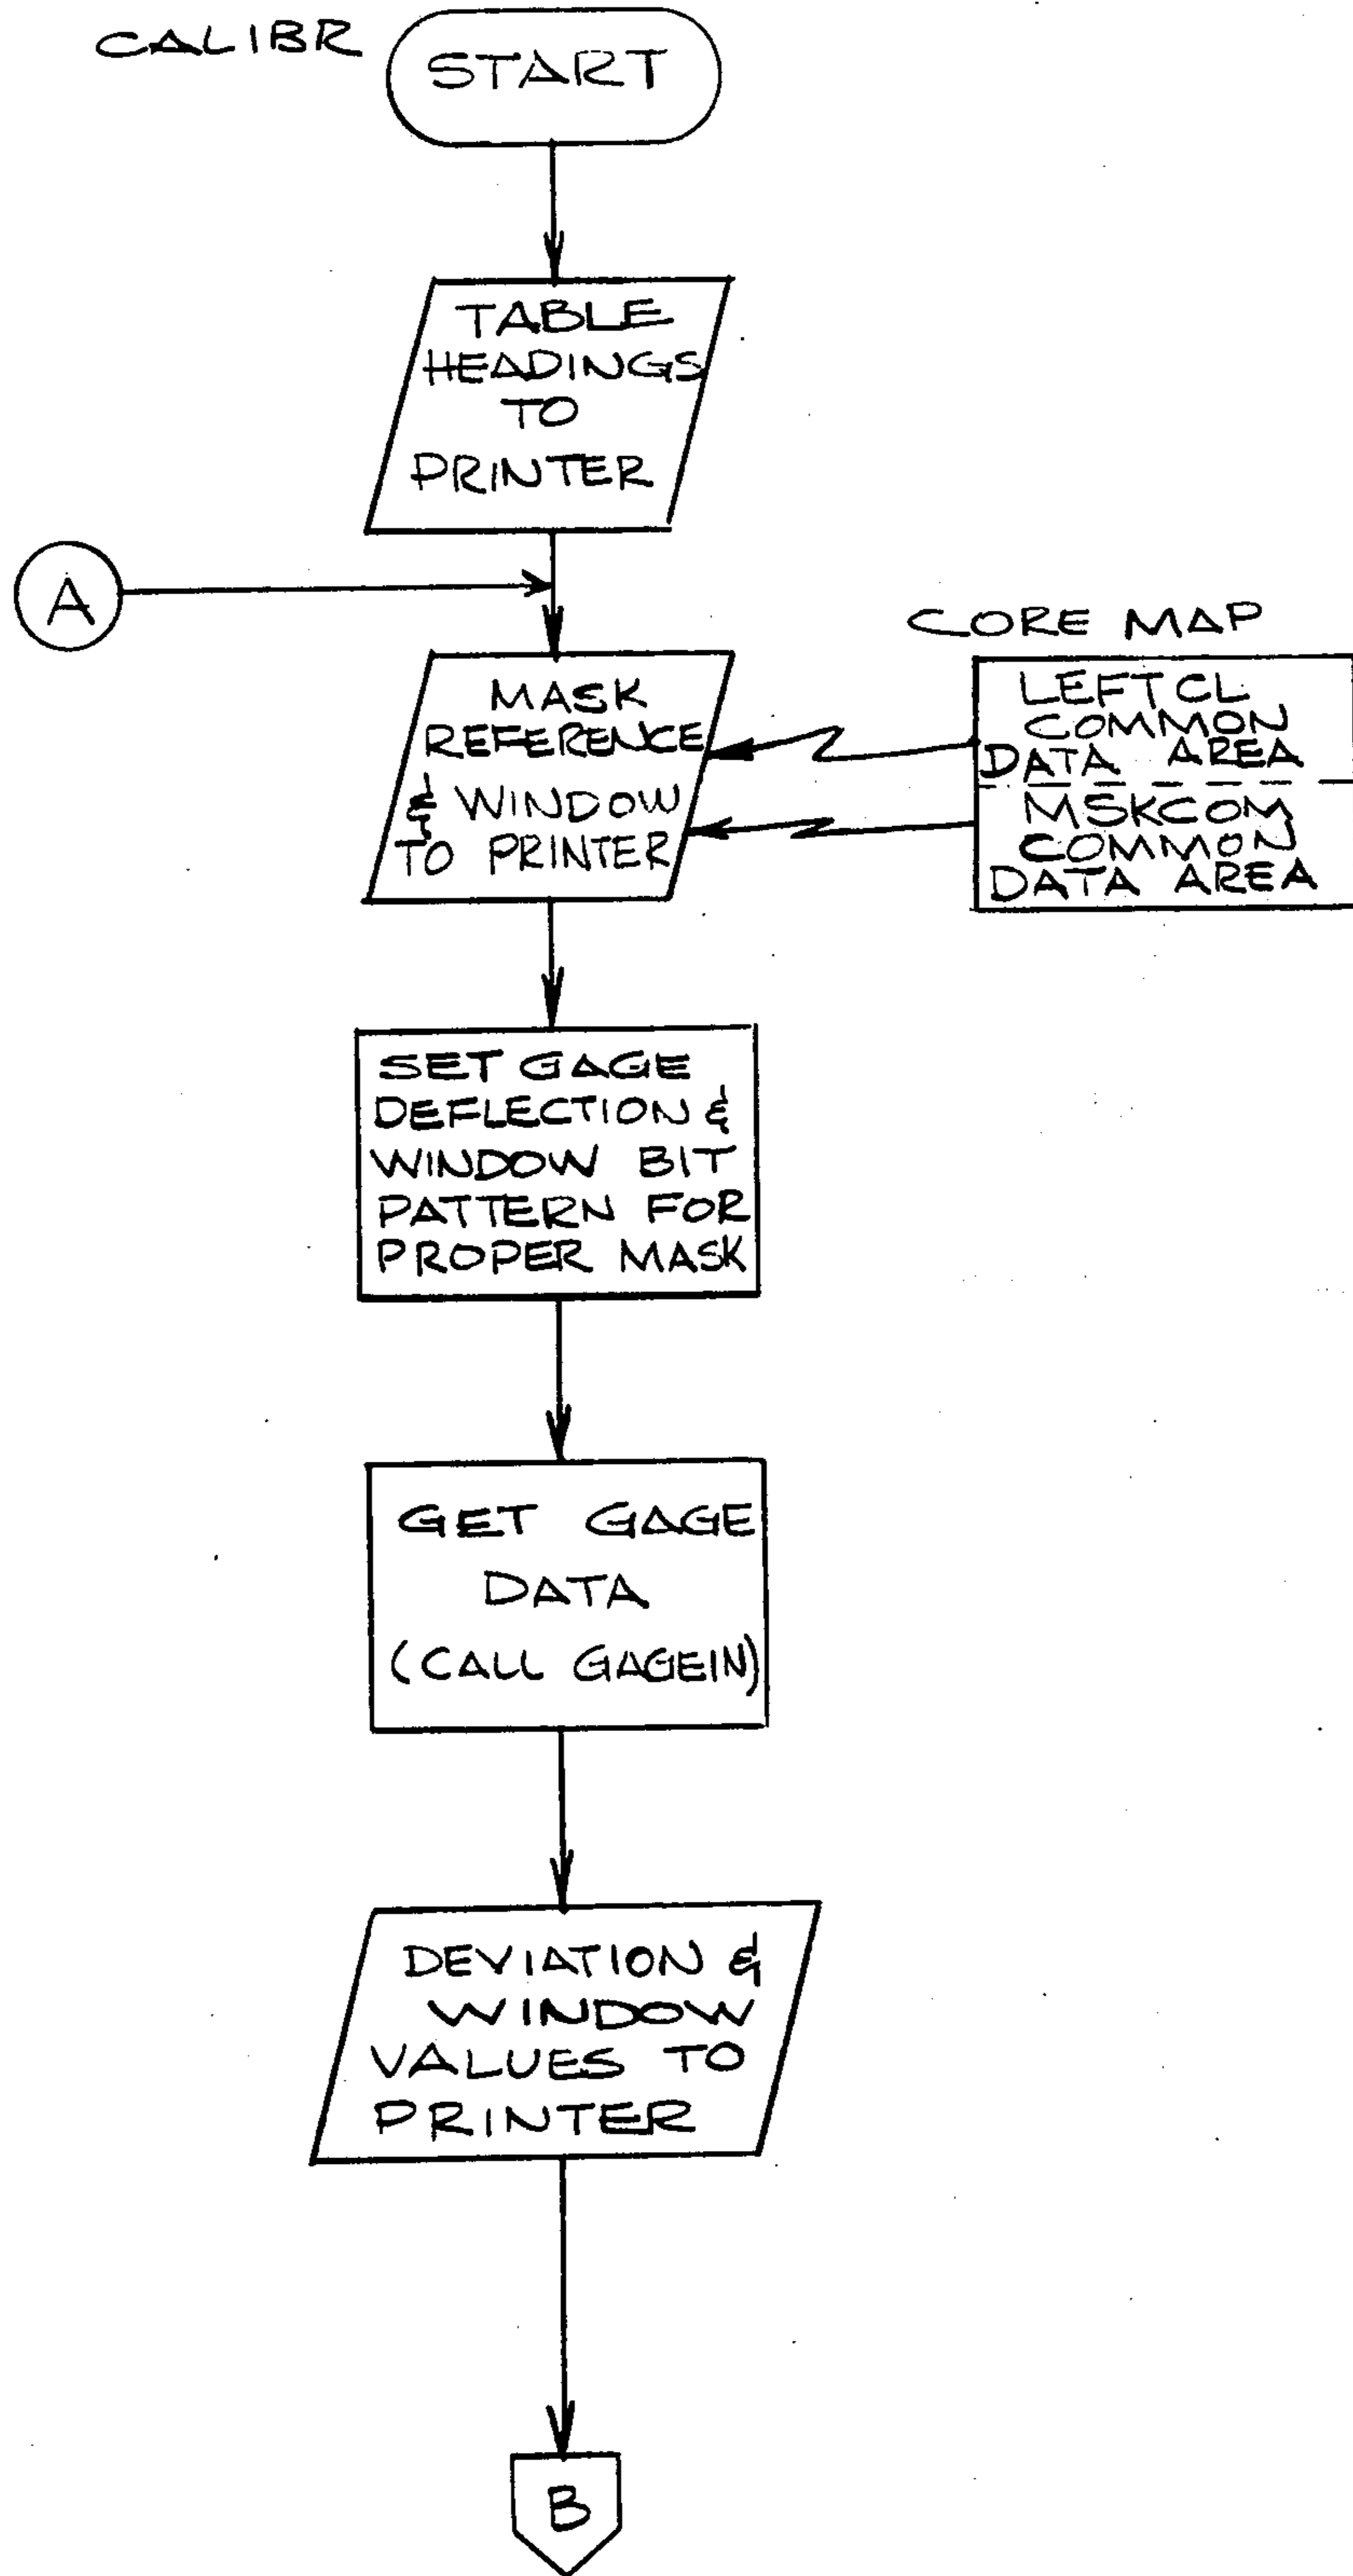 CALIBR
START
TABLE
HEADINGS
TO
PRINTER
A
CORE MAP
MASK
REFERENCE
& WINDOW
TO PRINTER
LEFTCL
COMMON
DATA AREA
MSKCOM
COMMON
DATA AREA
SET GAGE
DEFLECTION &
WINDOW BIT
PATTERN FOR
PROPER MASK
GET GAGE
DATA
(CALL GAGEIN)
DEVIATION &
WINDOW
VALUES TO
PRINTER
B